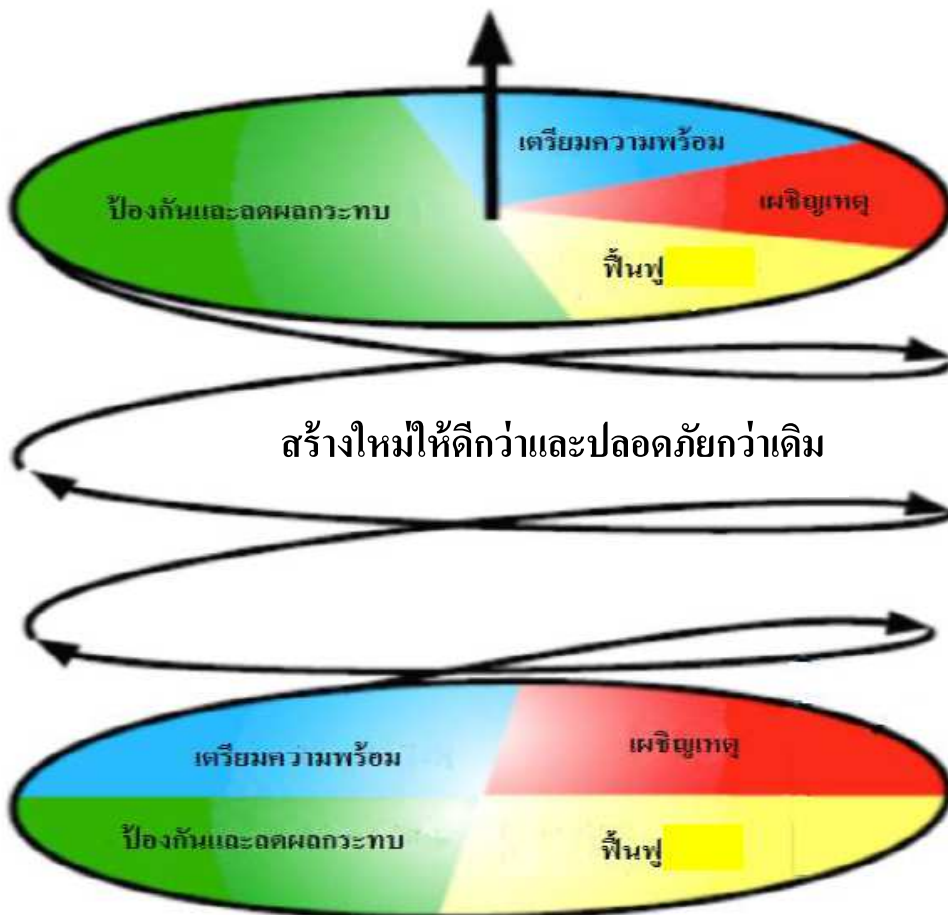 เตรียมความพร้อม
ป้องกันและลดผลกระทบ
เผชิญเหตุ
ฟื้นฟู
สร้างใหม่ให้ดีกว่าและปลอดภัยกว่าเดิม
เตรียมความพร้อม
เผชิญเหตุ
ป้องกันและลดผลกระทบ
ฟื้นฟู